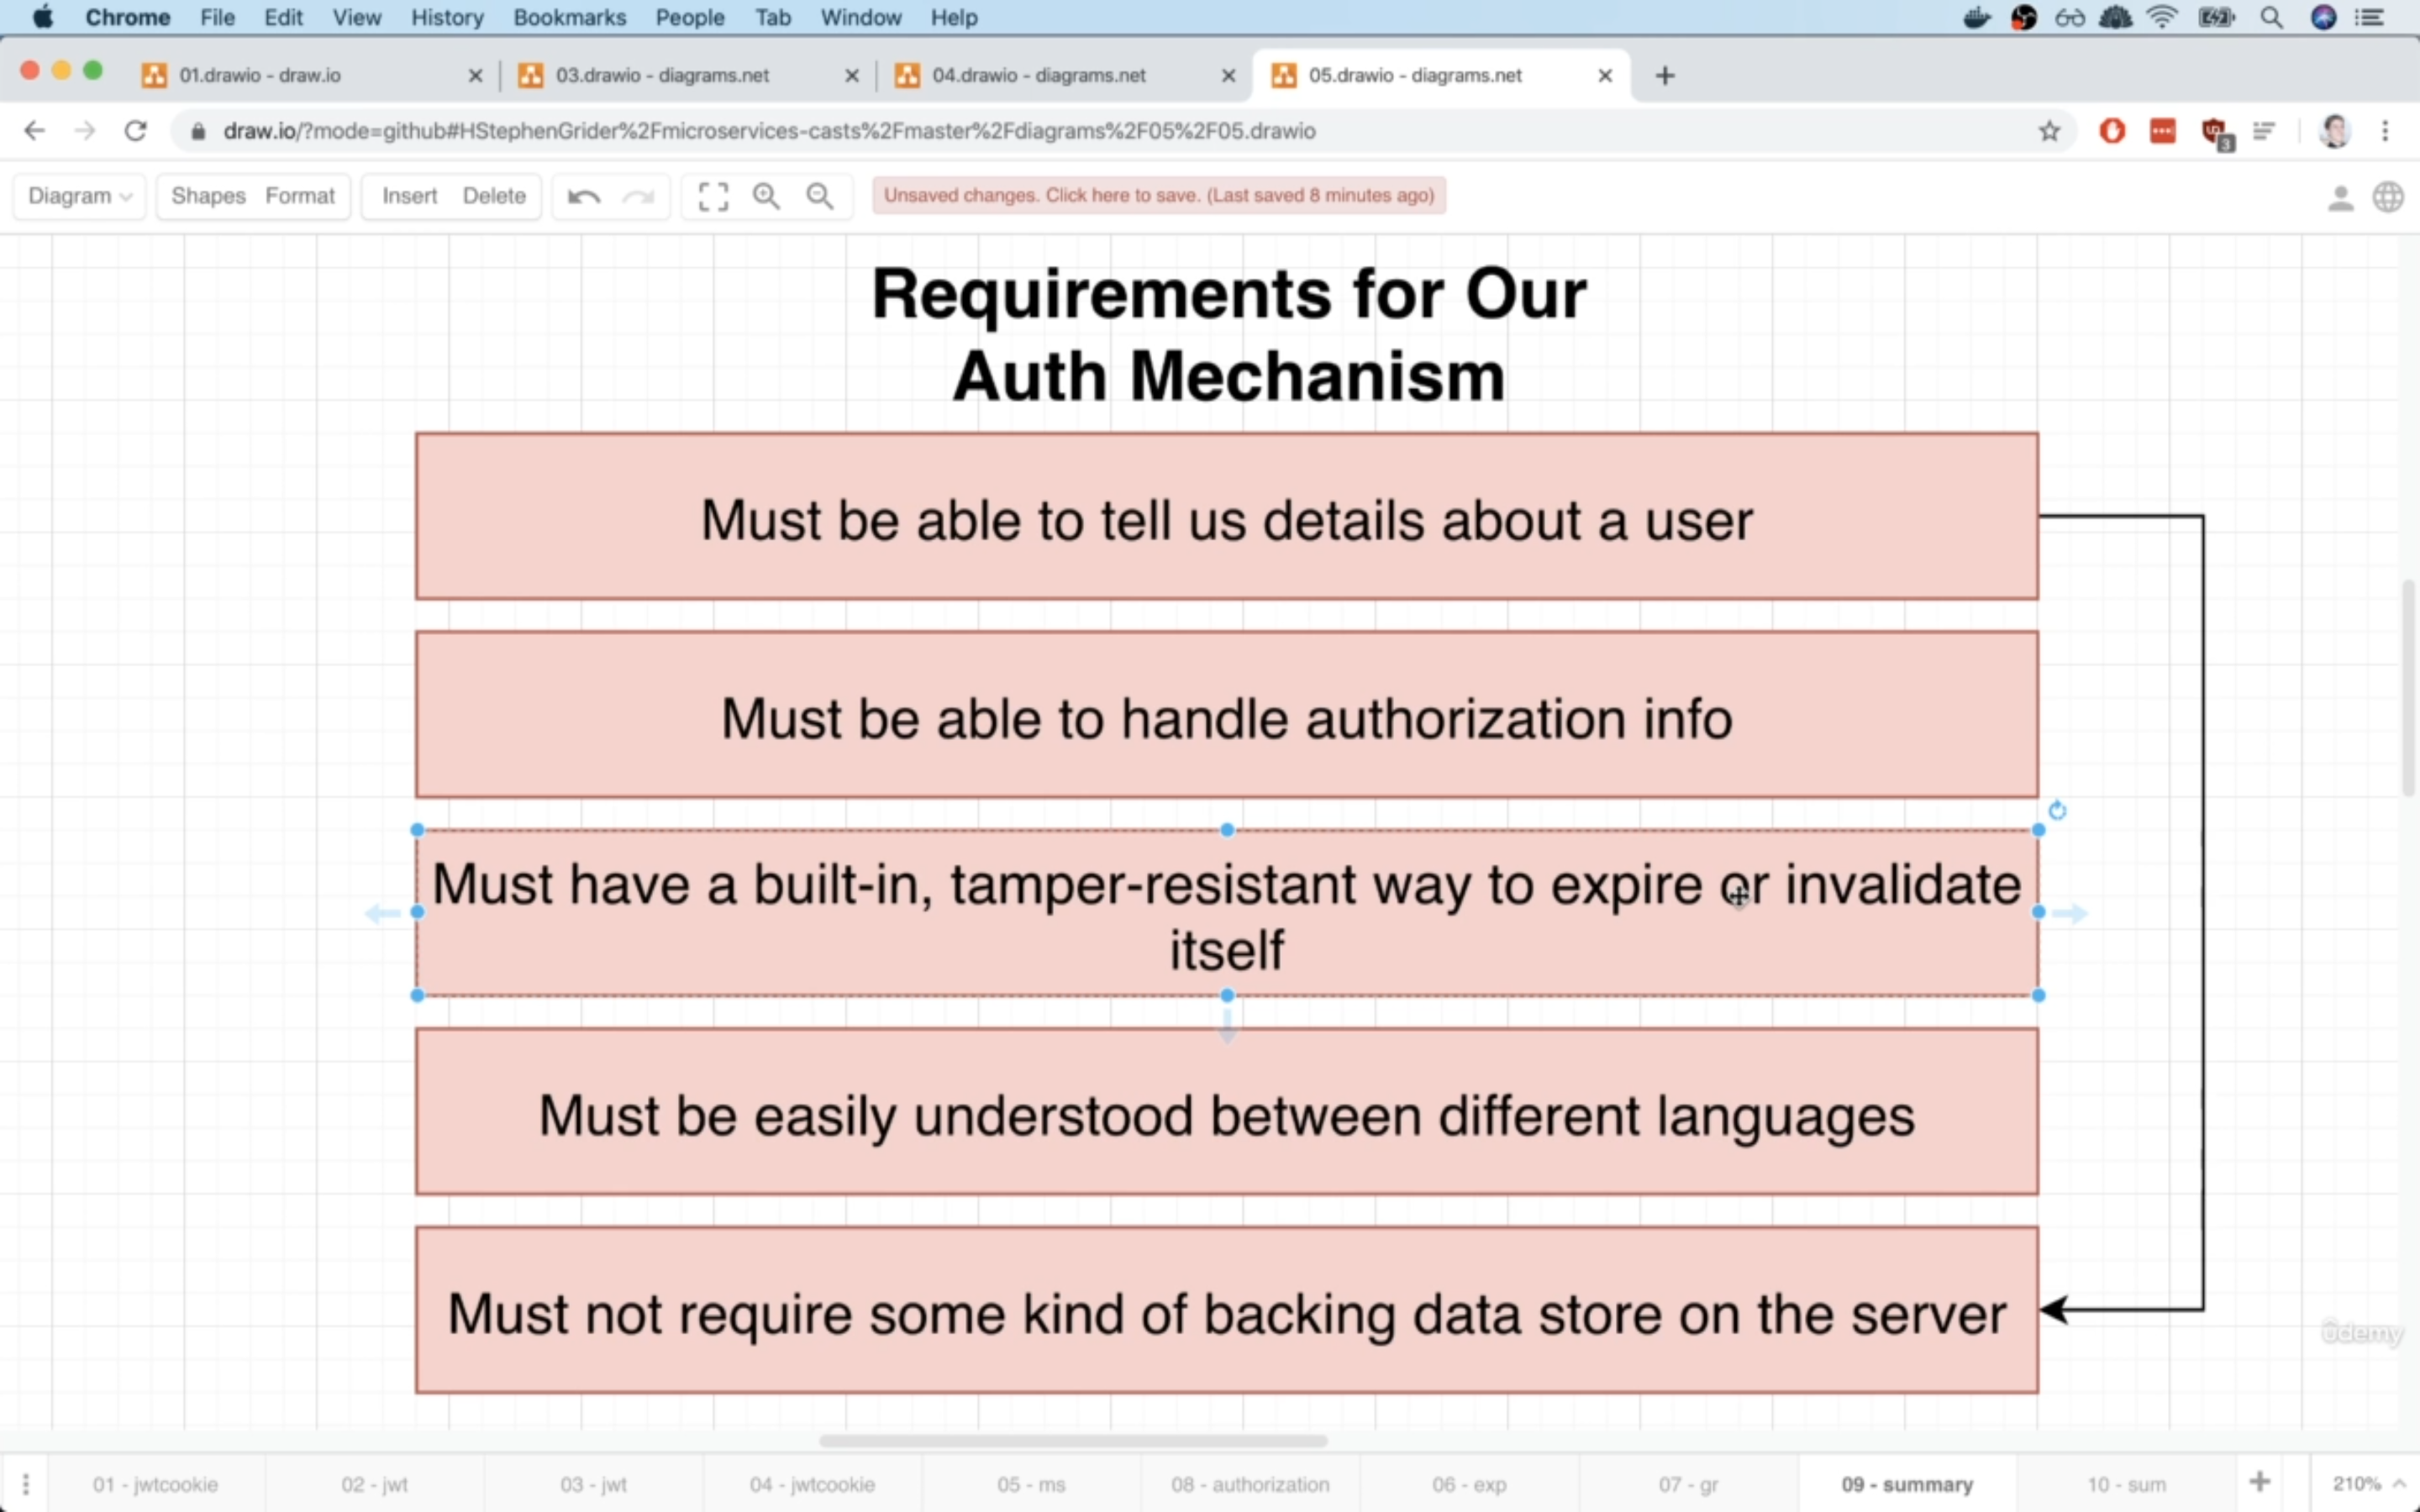 Chrome File Edit View History Bookmarks People Tab Window Help
01.drawio - draw.io
03.drawio - diagrams.net
04.drawio - diagrams.net
05.drawio - diagrams.net
draw.io/?mode=github#HStephenGrider%2Fmicroservices-casts%2Fmaster%2Fdiagrams%2F05%2F05.drawio
3
Diagram Shapes Format Insert Delete Unsaved changes. Click here to save. (Last saved 8 minutes ago)
Requirements for Our
Auth Mechanism
Must be able to tell us details about a user
Must be able to handle authorization info
Must have a built-in, tamper-resistant way to expire or invalidate
itself
Must be easily understood between different languages
Must not require some kind of backing data store on the server
ûdemy
01 - jwtcookie 02 - jwt 03 - jwt 04 - jwtcookie 05 - ms 08 - authorization 06 - exp 07 - gr 09 - summary 10 - sum 210%